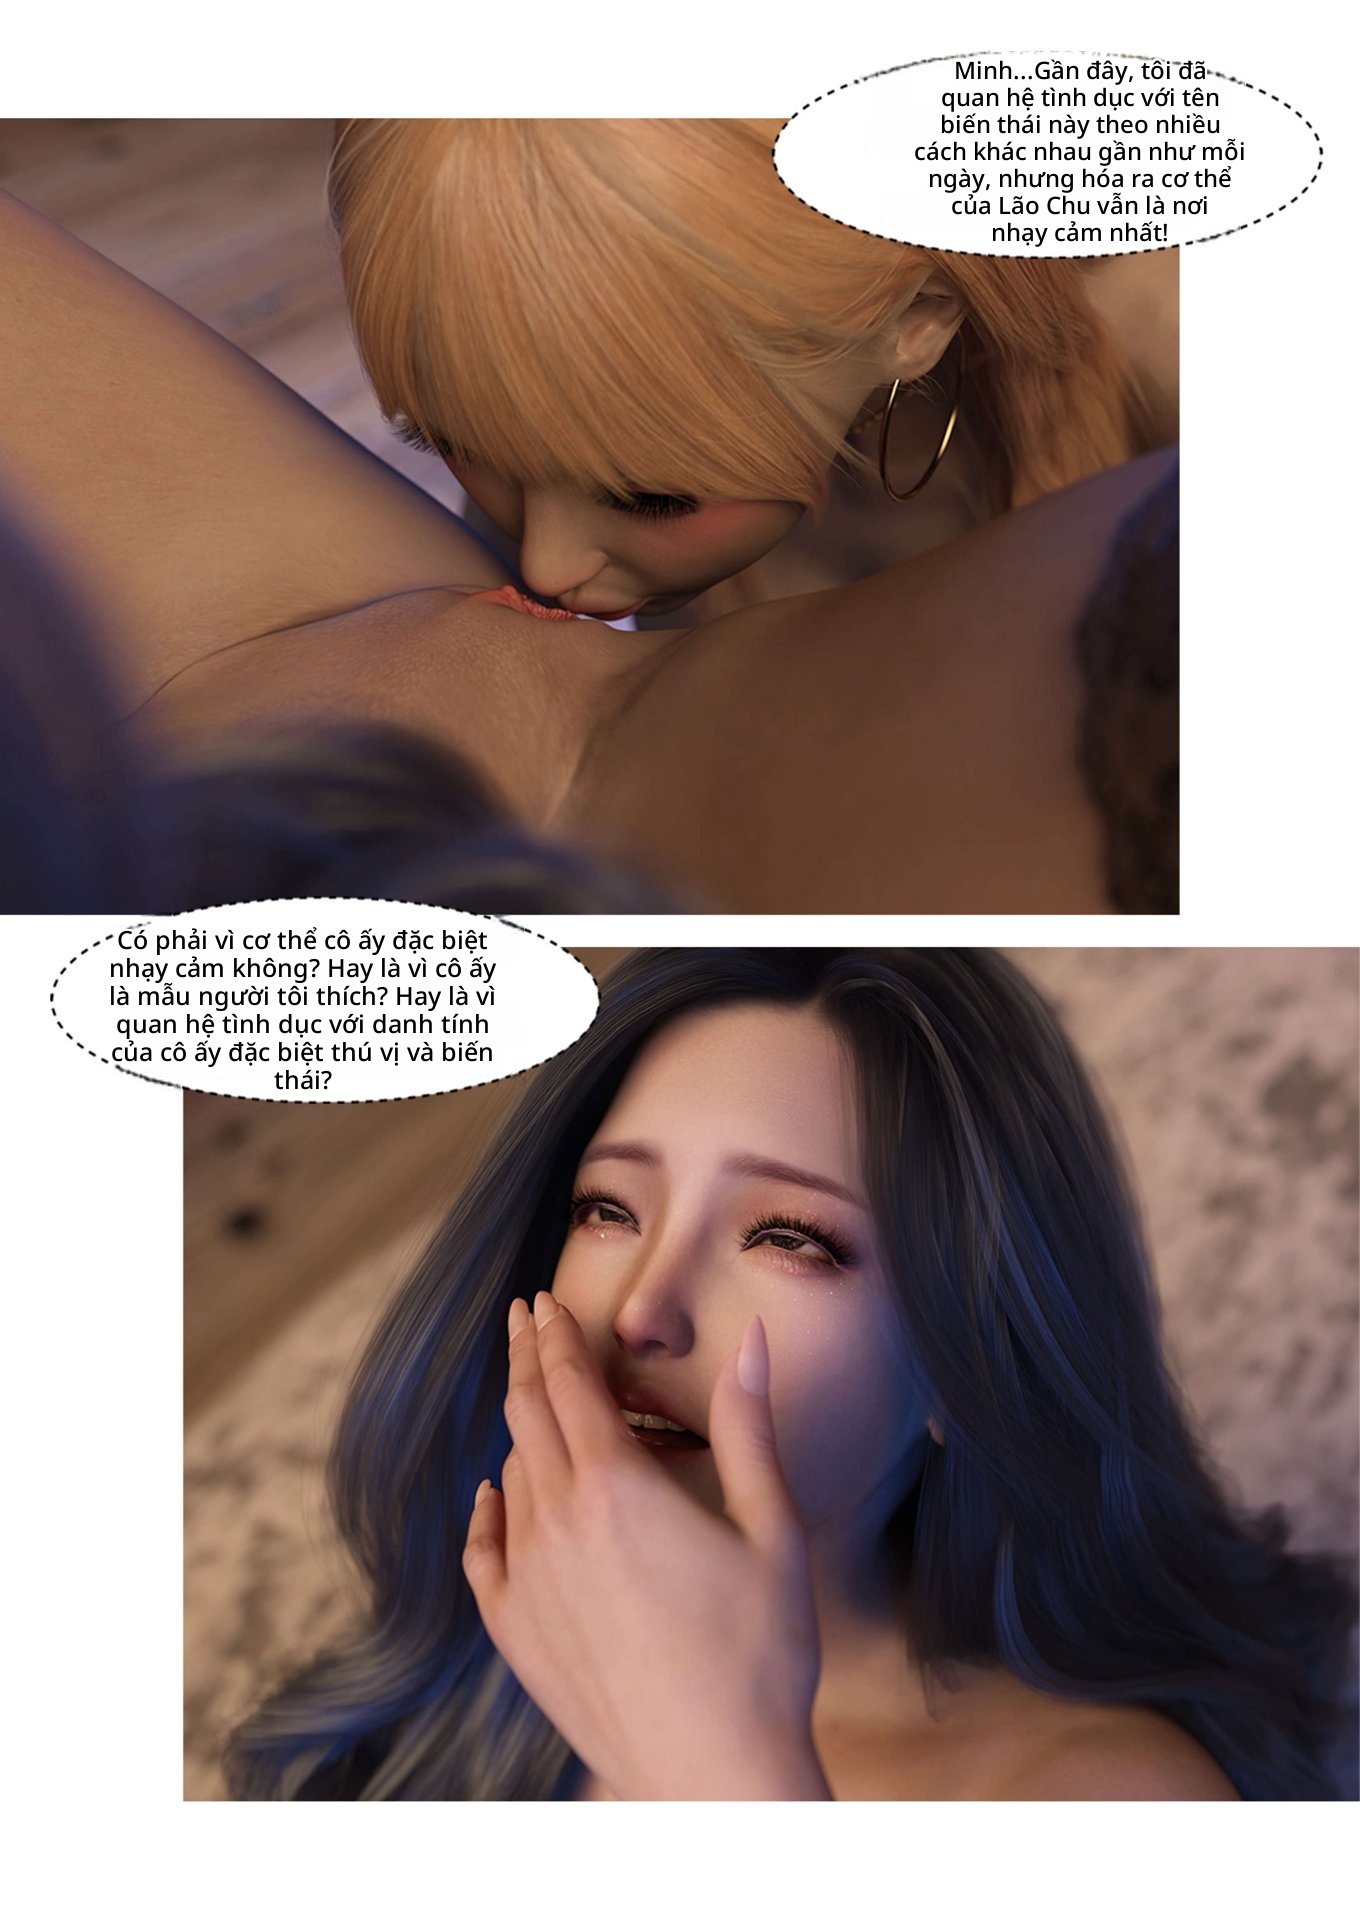 Minh...Gần đây, tôi đã
quan hệ tình dục với tên
biến thái này theo nhiều
cách khác nhau gần như mỗi
ngày, nhưng hóa ra cơ thể
của Lão Chu vẫn là nơi
nhạy cảm nhất!
Có phải vì cơ thể cô ấy đặc biệt
nhạy cảm không? Hay là vì cô ấy
là mẫu người tôi thích? Hay là vì
quan hệ tình dục với danh tính
của cô ấy đặc biệt thú vị và biến
thái?